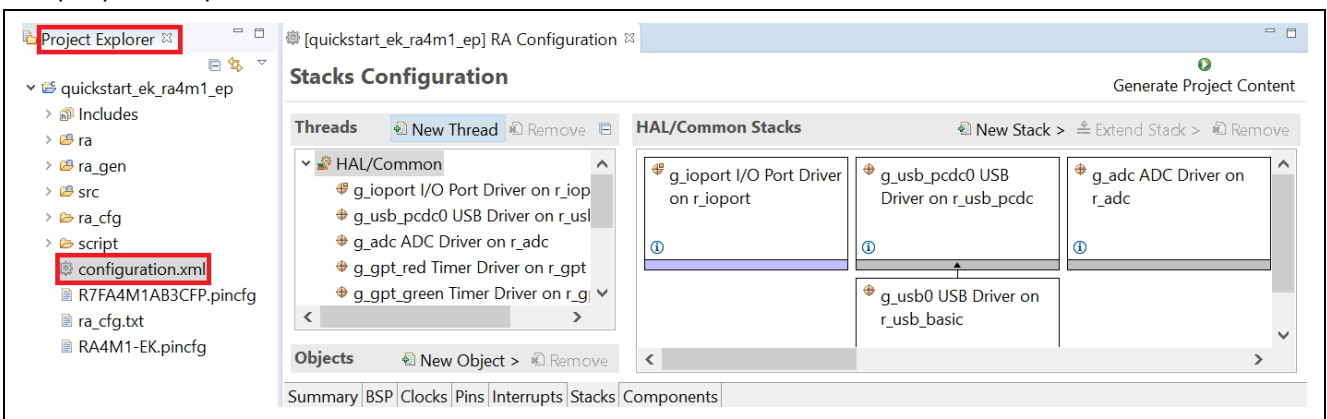 Project Explorer
quickstart_ek_ra4m1_ep
Includes
ra
ra_gen
src
ra_cfg
script
configuration.xml
R7FA4M1AB3CFP.pincfg
ra_cfg.txt
RA4M1-EK.pincfg
[quickstart_ek_ra4m1_ep] RA Configuration
Stacks Configuration
Generate Project Content
Threads New Thread Remove
HAL/Common
g_ioport I/O Port Driver on r_iop
g_usb_pcdc0 USB Driver on r_usl
g_adc ADC Driver on r_adc
g_gpt_red Timer Driver on r_gpt
g_gpt_green Timer Driver on r_g
Objects New Object > Remove
HAL/Common Stacks New Stack > Extend Stack > Remove
g_ioport I/O Port Driver
on r_ioport
g_usb_pcdc0 USB
Driver on r_usb_pcdc
g_adc ADC Driver on
r_adc
g_usb0 USB Driver on
r_usb_basic
Summary BSP Clocks Pins Interrupts Stacks Components